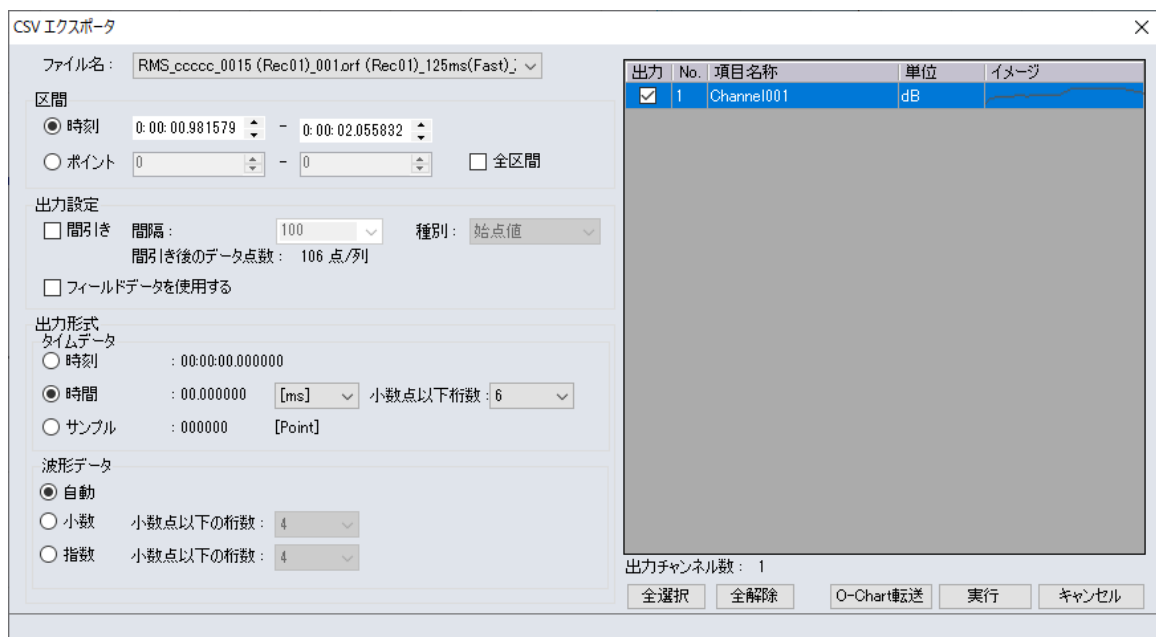 CSV エクスポータ
ファイル名： RMS_ccccc_0015 (Rec01)_001.orf (Rec01)_125ms(Fast)_
区間
時刻 0: 00: 00.981579 - 0: 00: 02.055832
ポイント 0 - 0 全区間
出力設定
間引き 間隔： 100 種別： 始点値
間引き後のデータ点数： 106 点/列
フィールドデータを使用する
出力形式
タイムデータ
時刻 : 00:00:00.000000
時間 : 00.000000 [ms] 小数点以下桁数： 6
サンプル : 000000 [Point]
波形データ
自動
小数 小数点以下の桁数： 4
指数 小数点以下の桁数： 4
出力 No. 項目名称 単位 イメージ
1 Channel001 dB
出力チャンネル数： 1
全選択 全解除 O-Chart転送 実行 キャンセル